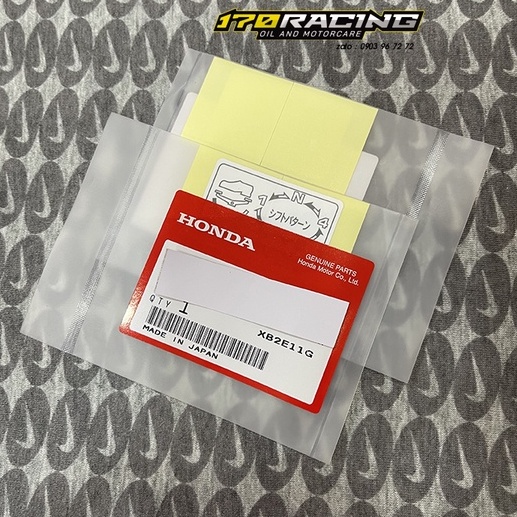 170RACING
OIL AND MOTORCARE
zalo : 0903 96 72 72
1 N 4
シフトパターン
HONDA
GENUINE PARTS
Honda Motor Co., Ltd.
QTY 1
XB2E11G
MADE IN JAPAN